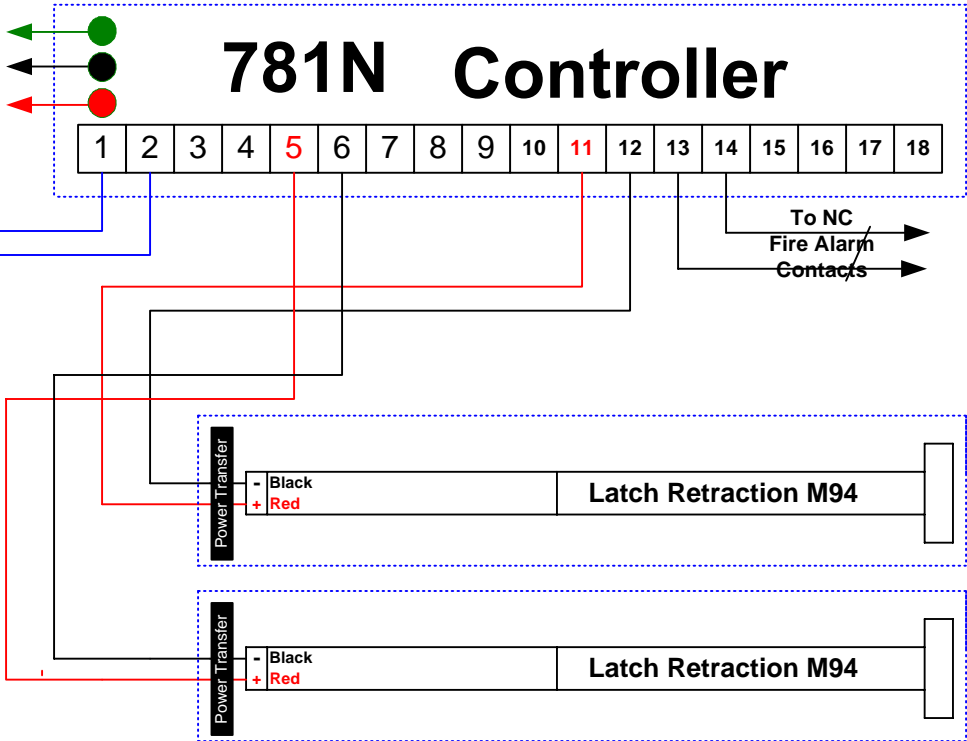 781N Controller
1 2 3 4 5 6 7 8 9 10 11 12 13 14 15 16 17 18
To NC
Fire Alarm
Contacts
Power Transfer
- Black
+ Red
Latch Retraction M94
Power Transfer
- Black
+ Red
Latch Retraction M94